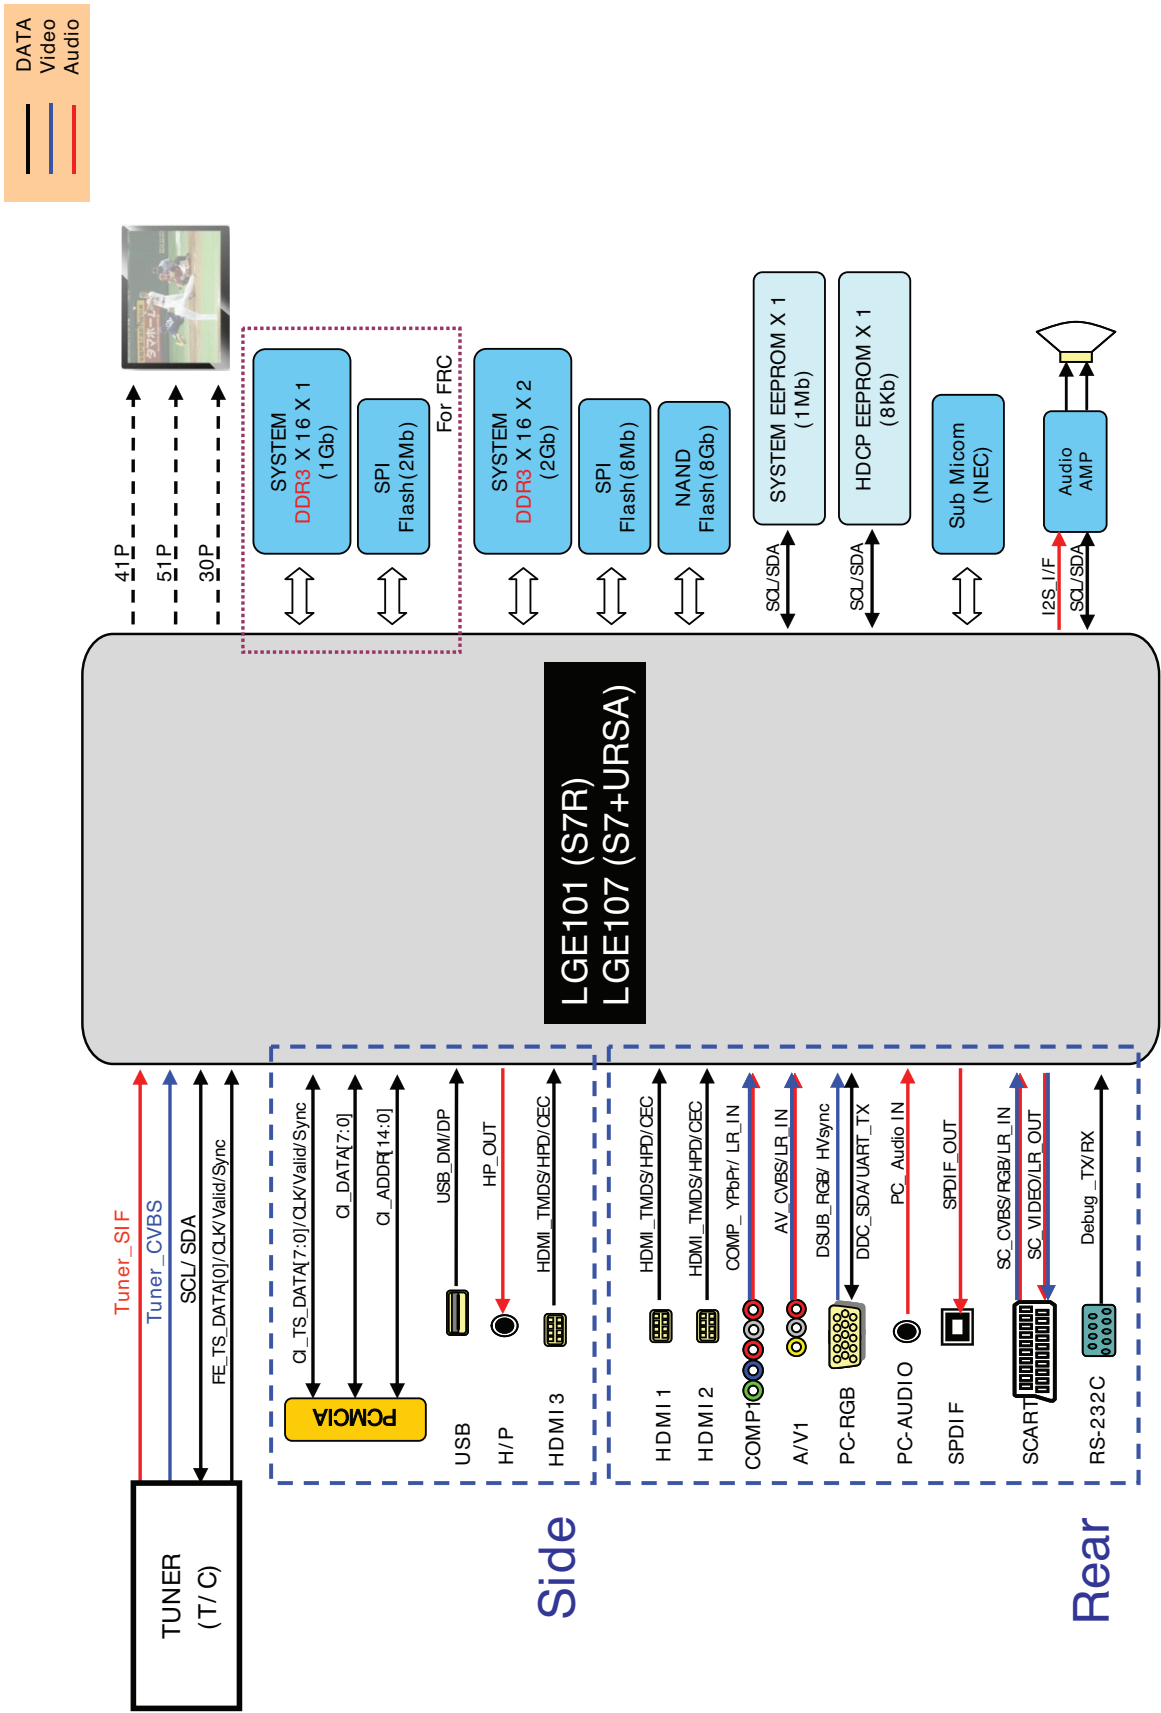 DATA
Video
Audio
TUNER
(T/C)
Tuner_SIF
Tuner_CVBS
SCL/ SDA
FE_TS_DATA[0]/CLK/Valid/Sync
41P
51P
30P
タマホーム
Side
PCMCIA
CI_TS_DATA[7:0]/CLK/Valid/Sync
CI_DATA[7:0]
CI_ADDR[14:0]
USB
USB_DM/DP
H/P
HP_OUT
HDMI3
HDMI_TMDS/HPD/CEC
Rear
HDMI1
HDMI_TMDS/HPD/CEC
HDMI2
HDMI_TMDS/HPD/CEC
COMP1
COMP_YPbPr/ LR_IN
A/V1
AV_CVBS/LR_IN
PC-RGB
DSUB_RGB/ HVsync
DDC_SDA/UART_TX
PC-AUDIO
PC_Audio IN
SPDIF
SPDIF_OUT
SCART
SC_CVBS/RGB/LR_IN
SC_VIDEO/LR_OUT
RS-232C
Debug_TX/RX
LGE101 (S7R)
LGE107 (S7+URSA)
SYSTEM
DDR3 X 16 X 1
(1Gb)
SPI
Flash(2Mb)
For FRC
SYSTEM
DDR3 X 16 X 2
(2Gb)
SPI
Flash(8Mb)
NAND
Flash(8Gb)
SCL/SDA
SYSTEM EEPROM X 1
(1Mb)
SCL/SDA
HDCP EEPROM X 1
(8Kb)
Sub Micom
(NEC)
I2S_I/F
SCL/SDA
Audio
AMP